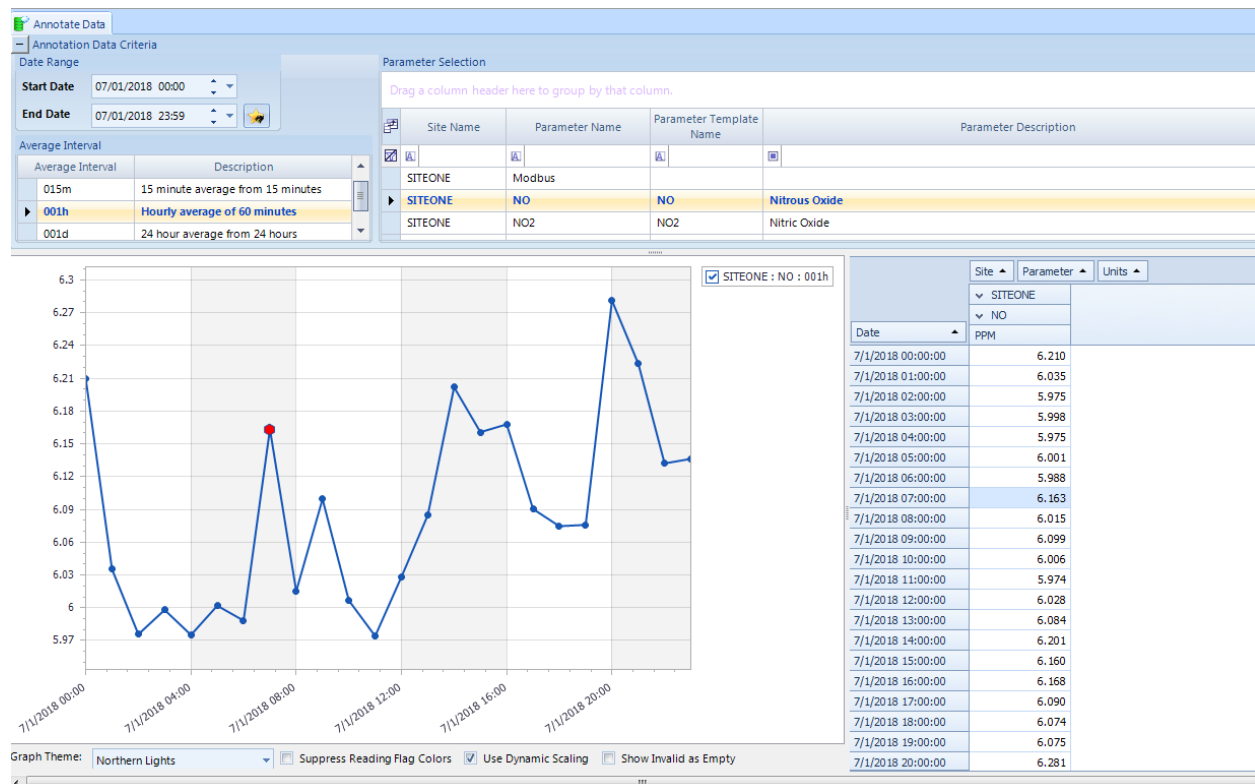 Annotate Data
Annotation Data Criteria
Date Range
Start Date 07/01/2018 00:00
End Date 07/01/2018 23:59
Average Interval
Average Interval Description
015m 15 minute average from 15 minutes
001h Hourly average of 60 minutes
001d 24 hour average from 24 hours
Parameter Selection
Drag a column header here to group by that column.
Site Name Parameter Name Parameter Template Name Parameter Description
SITEONE Modbus
SITEONE NO NO Nitrous Oxide
SITEONE NO2 NO2 Nitric Oxide
6.3
6.27
6.24
6.21
6.18
6.15
6.12
6.09
6.06
6.03
6
5.97
7/1/2018 00:00
7/1/2018 04:00
7/1/2018 08:00
7/1/2018 12:00
7/1/2018 16:00
7/1/2018 20:00
SITEONE : NO : 001h
Graph Theme: Northern Lights Suppress Reading Flag Colors Use Dynamic Scaling Show Invalid as Empty
Site Parameter Units
SITEONE
NO
Date PPM
7/1/2018 00:00:00 6.210
7/1/2018 01:00:00 6.035
7/1/2018 02:00:00 5.975
7/1/2018 03:00:00 5.998
7/1/2018 04:00:00 5.975
7/1/2018 05:00:00 6.001
7/1/2018 06:00:00 5.988
7/1/2018 07:00:00 6.163
7/1/2018 08:00:00 6.015
7/1/2018 09:00:00 6.099
7/1/2018 10:00:00 6.006
7/1/2018 11:00:00 5.974
7/1/2018 12:00:00 6.028
7/1/2018 13:00:00 6.084
7/1/2018 14:00:00 6.201
7/1/2018 15:00:00 6.160
7/1/2018 16:00:00 6.168
7/1/2018 17:00:00 6.090
7/1/2018 18:00:00 6.074
7/1/2018 19:00:00 6.075
7/1/2018 20:00:00 6.281